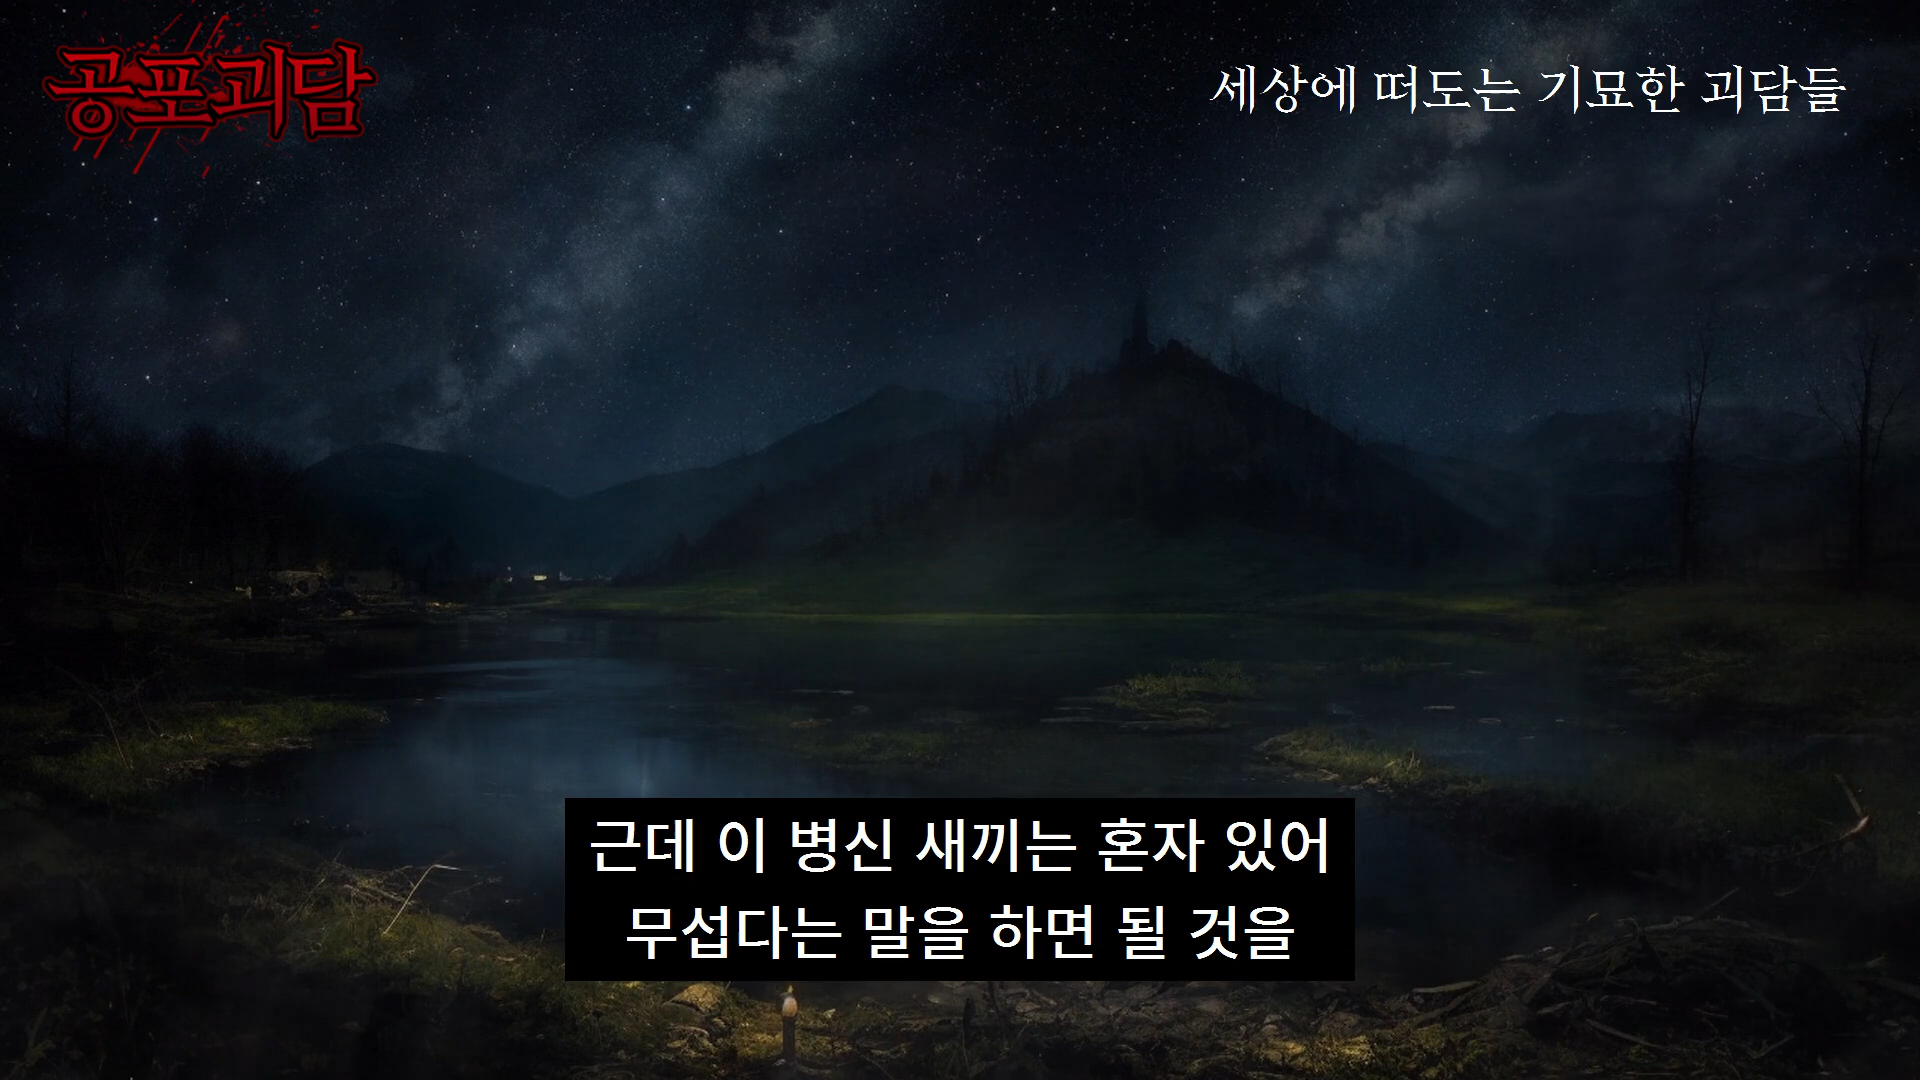 공포괴담
세상에 떠도는 기묘한 괴담들
근데 이 병신 새끼는 혼자 있어
무섭다는 말을 하면 될 것을